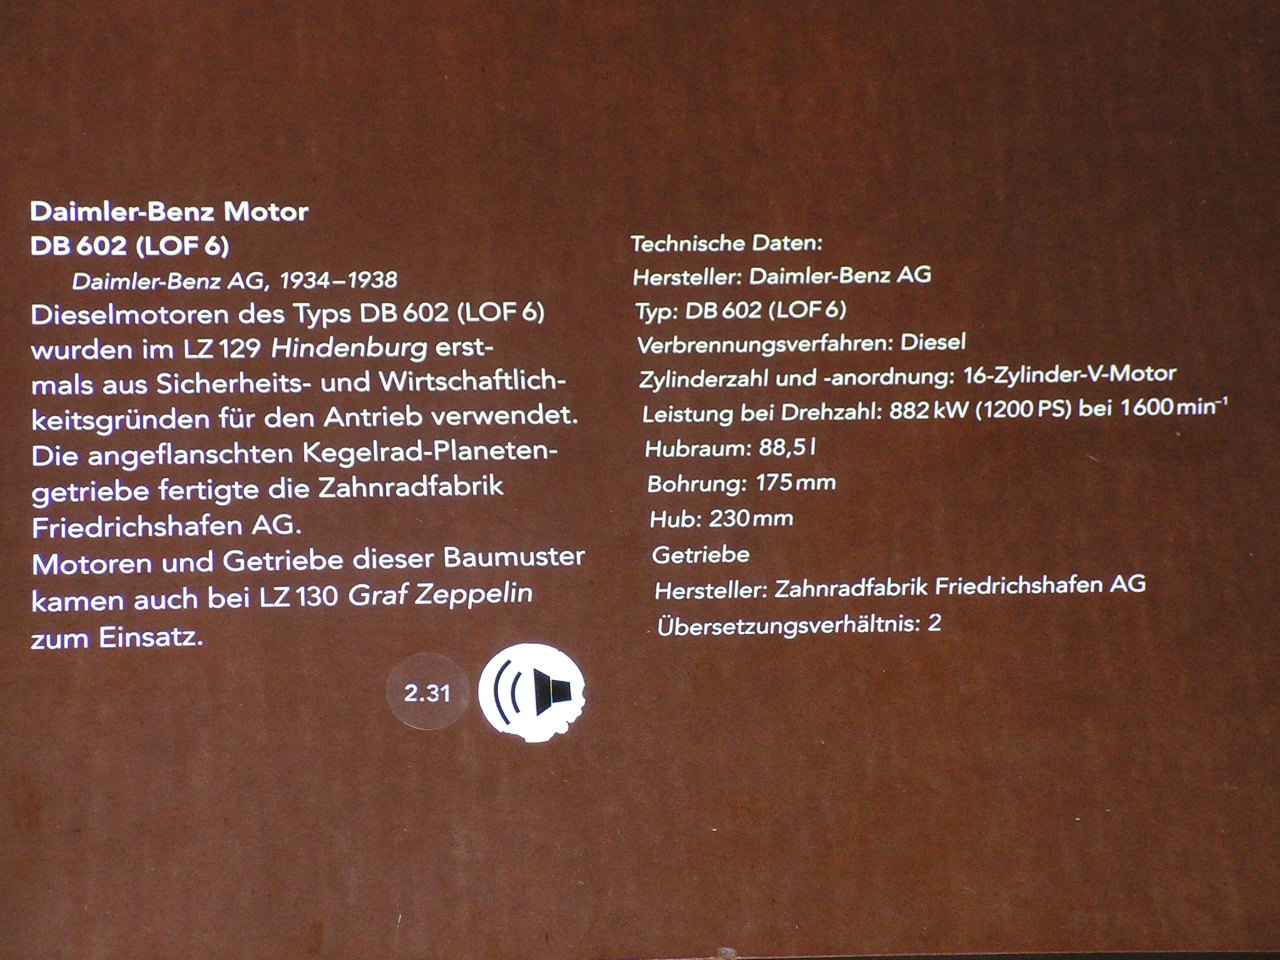 Daimler-Benz Motor
DB 602 (LOF 6)
Daimler-Benz AG, 1934–1938
Dieselmotoren des Typs DB 602 (LOF 6)
wurden im LZ 129 Hindenburg erst-
mals aus Sicherheits- und Wirtschaftlich-
keitsgründen für den Antrieb verwendet.
Die angeflanschten Kegelrad-Planeten-
getriebe fertigte die Zahnradfabrik
Friedrichshafen AG.
Motoren und Getriebe dieser Baumuster
kamen auch bei LZ 130 Graf Zeppelin
zum Einsatz.
2.31
Technische Daten:
Hersteller: Daimler-Benz AG
Typ: DB 602 (LOF 6)
Verbrennungsverfahren: Diesel
Zylinderzahl und -anordnung: 16-Zylinder-V-Motor
Leistung bei Drehzahl: 882 kW (1200 PS) bei 1600 min⁻¹
Hubraum: 88,5 l
Bohrung: 175 mm
Hub: 230 mm
Getriebe
Hersteller: Zahnradfabrik Friedrichshafen AG
Übersetzungsverhältnis: 2